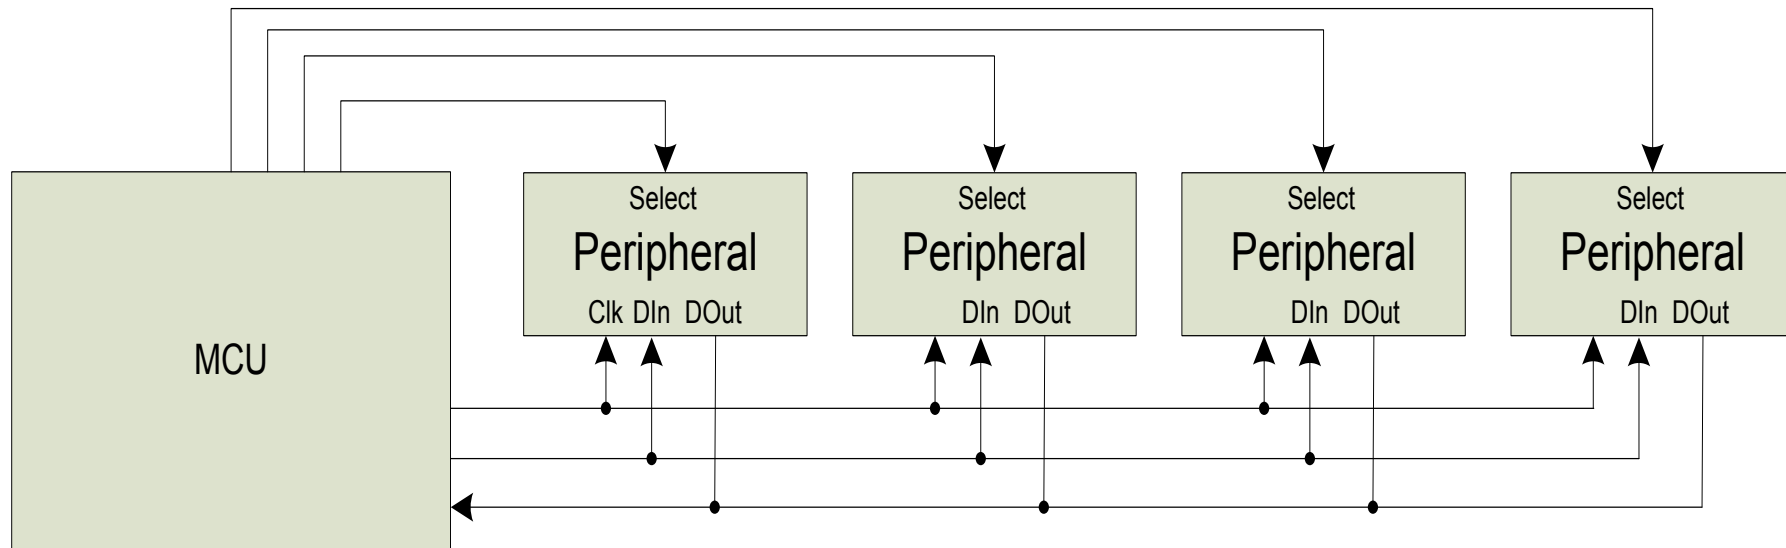 Select
Peripheral
Clk DIn DOut
Select
Peripheral
DIn DOut
Select
Peripheral
DIn DOut
Select
Peripheral
DIn DOut
MCU